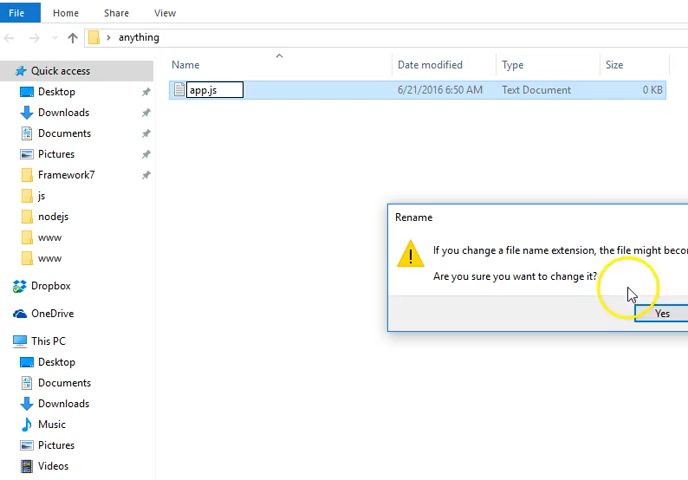 File Home Share View
anything
Name Date modified Type Size
app.js 6/21/2016 6:50 AM Text Document 0 KB
Quick access
Desktop
Downloads
Documents
Pictures
Framework7
js
nodejs
www
www
Dropbox
OneDrive
This PC
Desktop
Documents
Downloads
Music
Pictures
Videos
Rename
If you change a file name extension, the file might
Are you sure you want to change it?
Yes